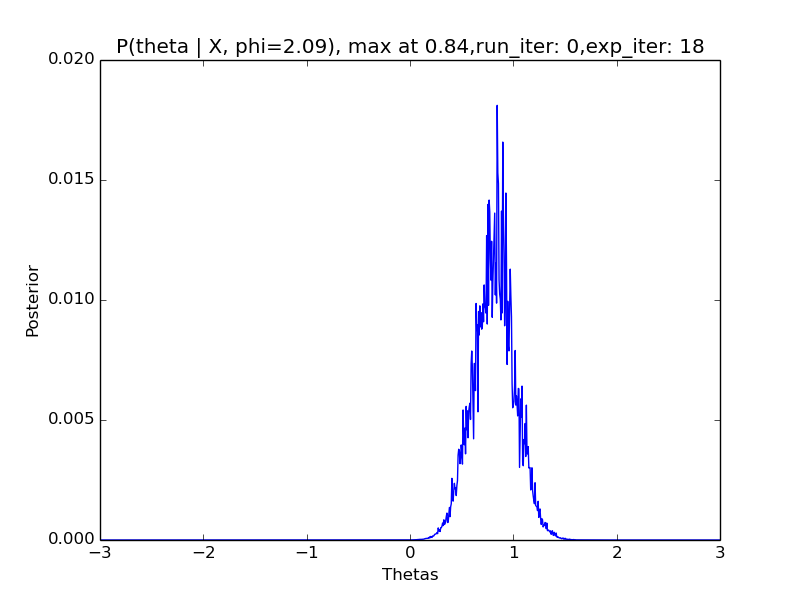 P(theta | X, phi=2.09), max at 0.84,run_iter: 0,exp_iter: 18
0.020
0.015
0.010
0.005
0.000
Posterior
−3 −2 −1 0 1 2 3
Thetas